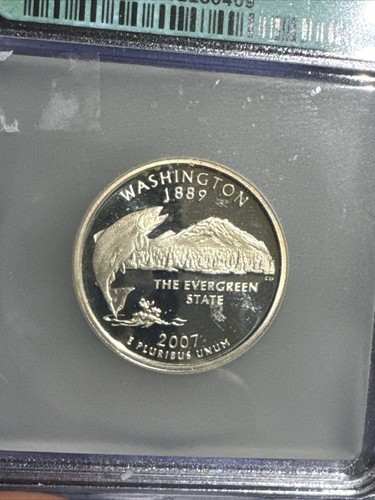 WASHINGTON
1889
THE EVERGREEN
STATE
2007
E PLURIBUS UNUM